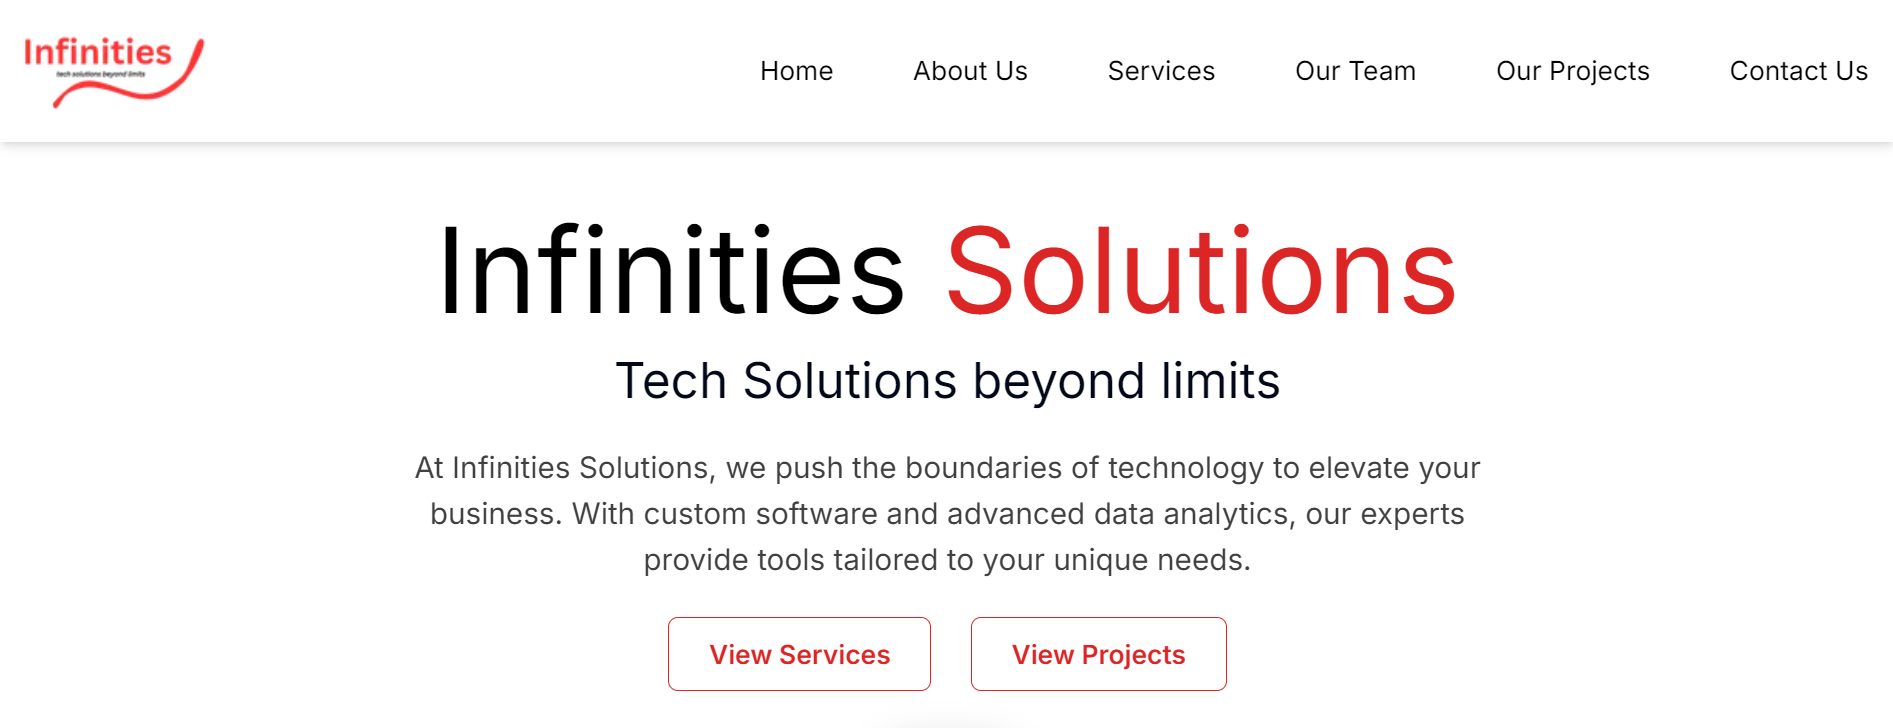 Infinities
tech solutions beyond limits
Home About Us Services Our Team Our Projects Contact Us
Infinities Solutions
Tech Solutions beyond limits
At Infinities Solutions, we push the boundaries of technology to elevate your
business. With custom software and advanced data analytics, our experts
provide tools tailored to your unique needs.
View Services View Projects